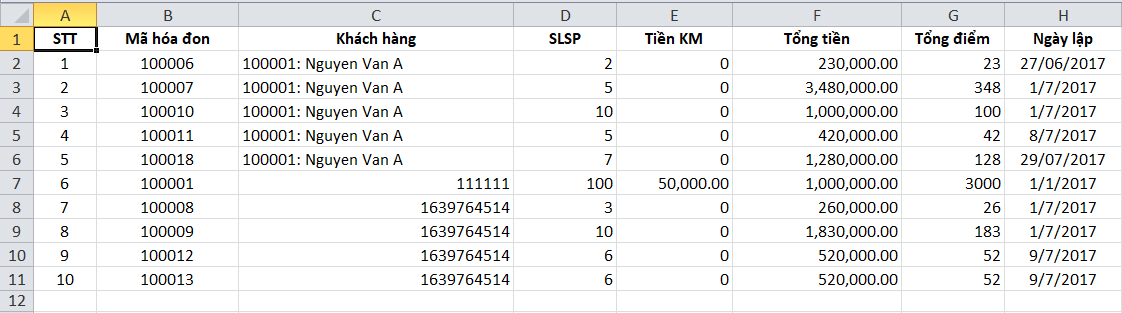 A B C D E F G H
1 STT Mã hóa đơn Khách hàng SLSP Tiền KM Tổng tiền Tổng điểm Ngày lập
2 1 100006 100001: Nguyen Van A 2 0 230,000.00 23 27/06/2017
3 2 100007 100001: Nguyen Van A 5 0 3,480,000.00 348 1/7/2017
4 3 100010 100001: Nguyen Van A 10 0 1,000,000.00 100 1/7/2017
5 4 100011 100001: Nguyen Van A 5 0 420,000.00 42 8/7/2017
6 5 100018 100001: Nguyen Van A 7 0 1,280,000.00 128 29/07/2017
7 6 100001 111111 100 50,000.00 1,000,000.00 3000 1/1/2017
8 7 100008 1639764514 3 0 260,000.00 26 1/7/2017
9 8 100009 1639764514 10 0 1,830,000.00 183 1/7/2017
10 9 100012 1639764514 6 0 520,000.00 52 9/7/2017
11 10 100013 1639764514 6 0 520,000.00 52 9/7/2017
12